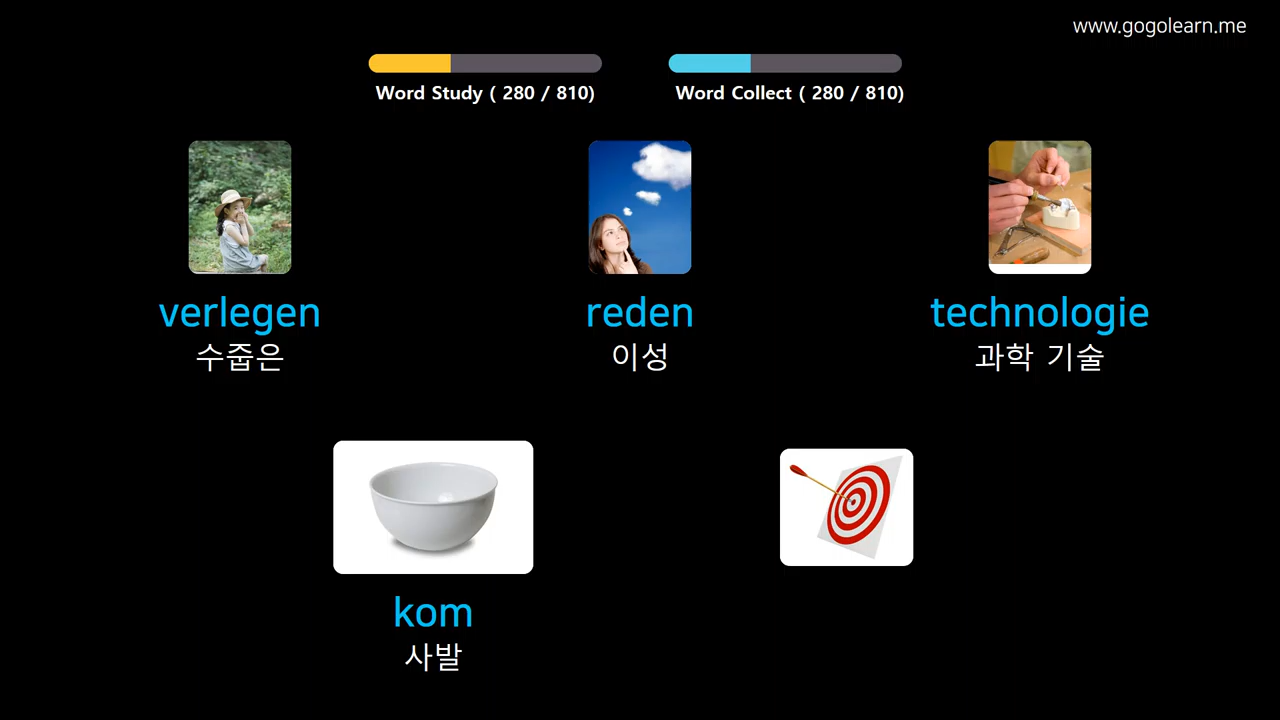 www.gogolearn.me
Word Study ( 280 / 810)
Word Collect ( 280 / 810)
verlegen
수줍은
reden
이성
technologie
과학 기술
kom
사발